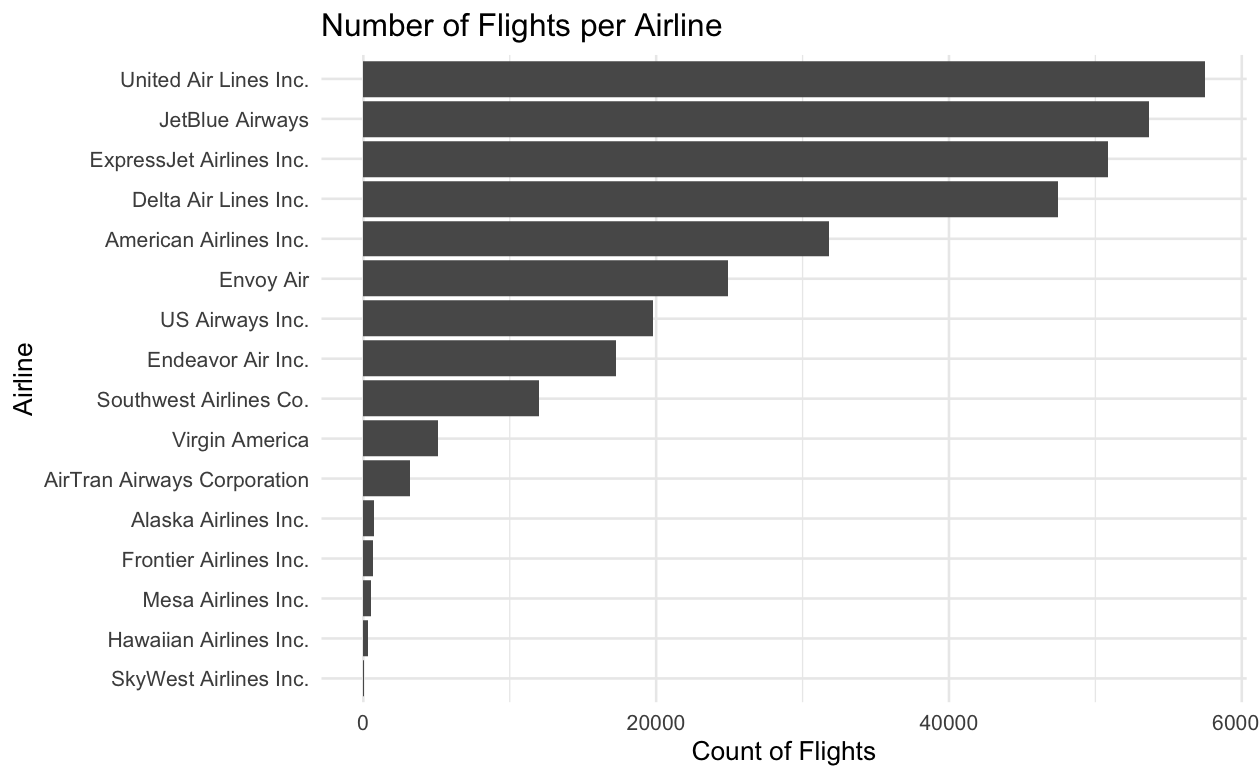 Number of Flights per Airline
United Air Lines Inc.
JetBlue Airways
ExpressJet Airlines Inc.
Delta Air Lines Inc.
American Airlines Inc.
Envoy Air
US Airways Inc.
Endeavor Air Inc.
Southwest Airlines Co.
Virgin America
AirTran Airways Corporation
Alaska Airlines Inc.
Frontier Airlines Inc.
Mesa Airlines Inc.
Hawaiian Airlines Inc.
SkyWest Airlines Inc.
Airline
0 20000 40000 6000
Count of Flights